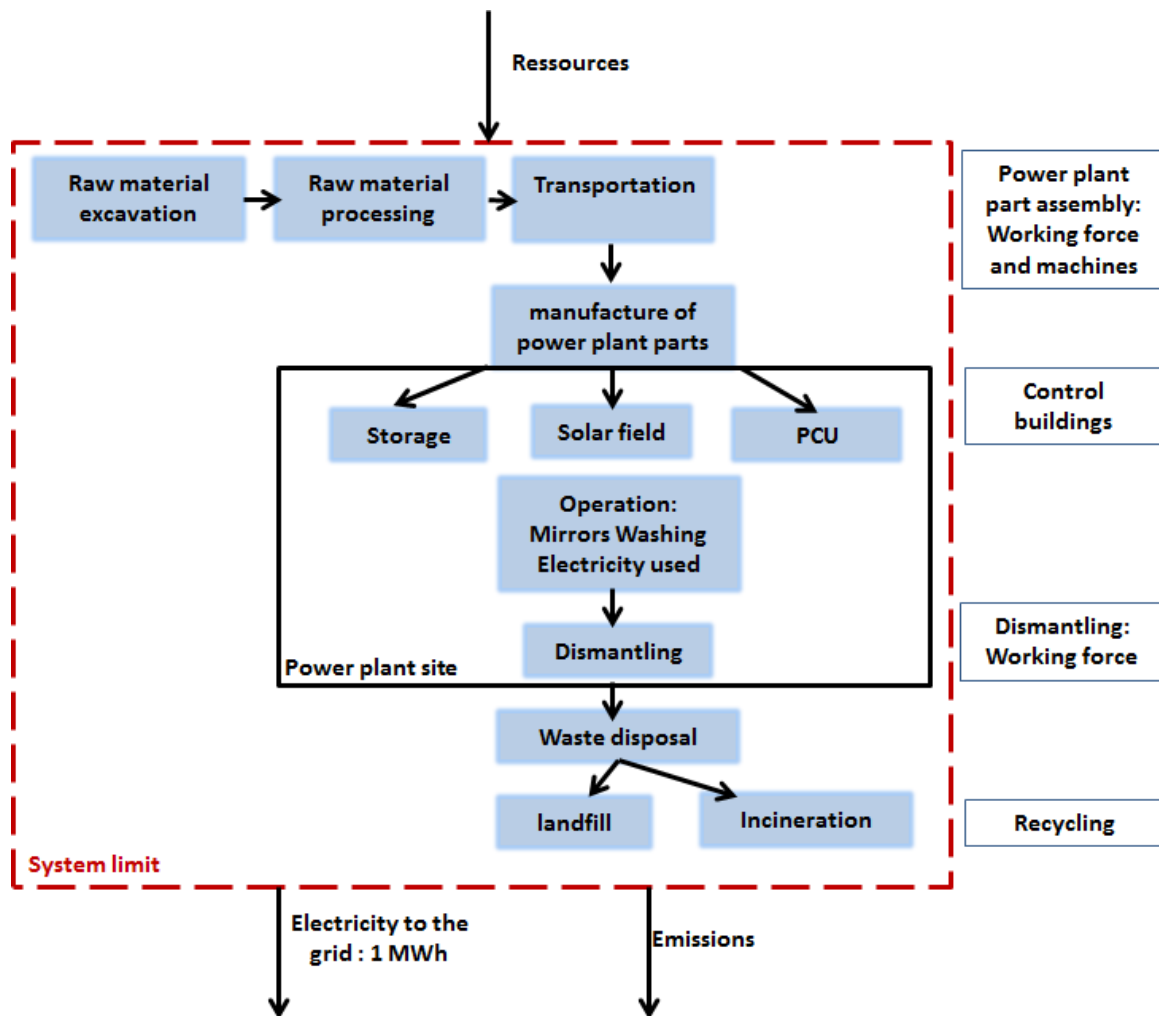 Ressources
Raw material
excavation
Raw material
processing
Transportation
Power plant
part assembly:
Working force
and machines
manufacture of
power plant parts
Control
buildings
Storage
Solar field
PCU
Operation:
Mirrors Washing
Electricity used
Dismantling
Power plant site
Dismantling:
Working force
Waste disposal
landfill
Incineration
Recycling
System limit
Electricity to the
grid : 1 MWh
Emissions